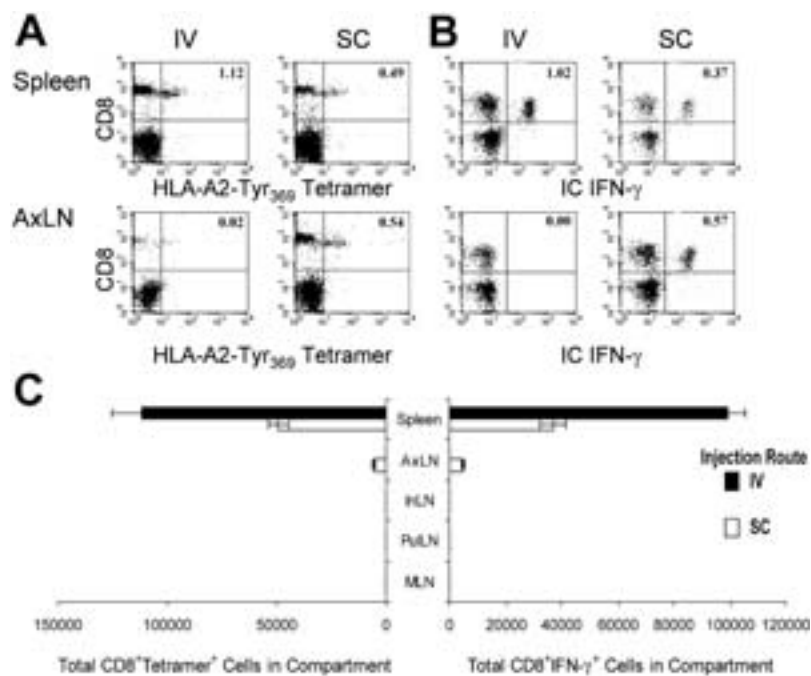 A
IV
SC
B
IV
SC
Spleen
CD8
1.12
0.49
1.02
0.37
HLA-A2-Tyr369 Tetramer
IC IFN-γ
AxLN
CD8
0.02
0.54
0.00
0.57
HLA-A2-Tyr369 Tetramer
IC IFN-γ
C
Spleen
AxLN
MLN
Injection Route
IV
SC
150000
100000
50000
0
0
20000
40000
60000
80000
100000
120000
Total CD8+Tetramer+ Cells in Compartment
Total CD8+IFN-γ+ Cells in Compartment